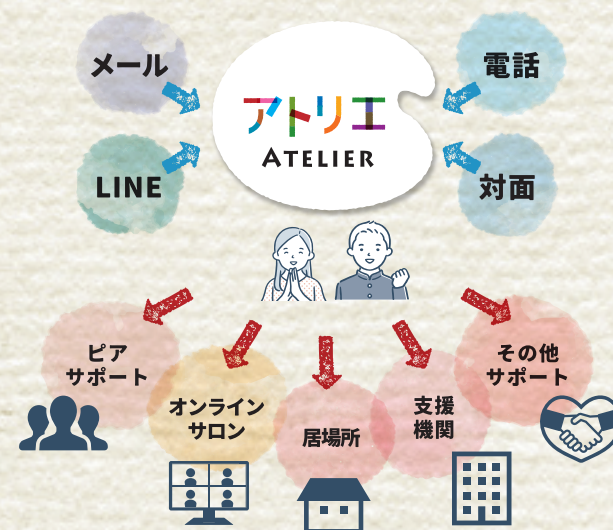 メール
電話
アトリエ
ATELIER
LINE
対面
ピア
サポート
オンライン
サロン
居場所
支援
機関
その他
サポート